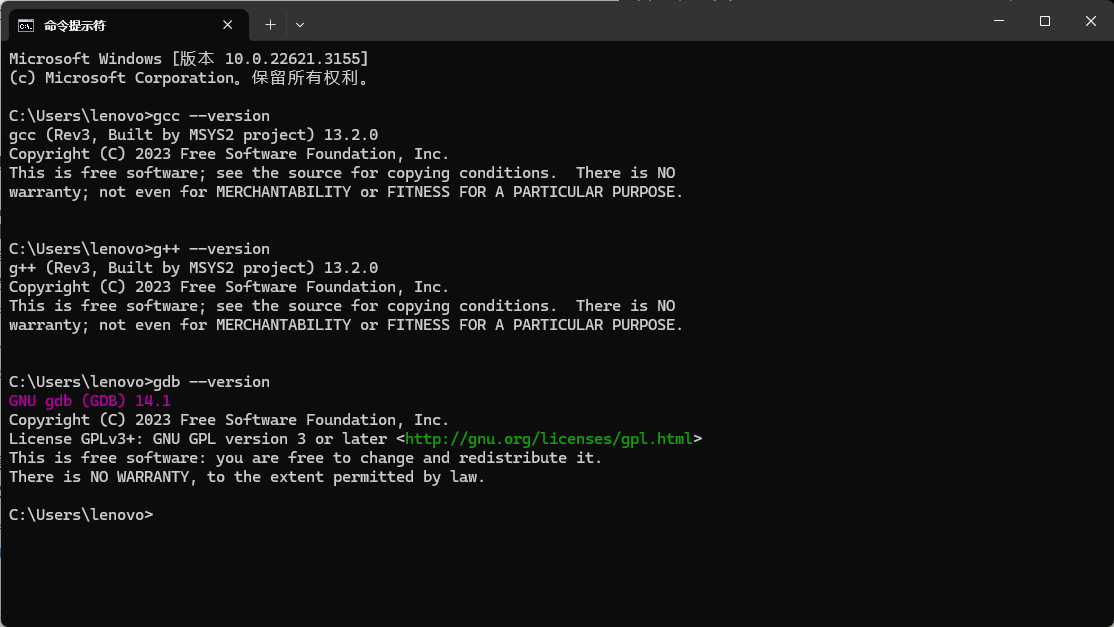 命令提示符
Microsoft Windows [版本 10.0.22621.3155]
(c) Microsoft Corporation。保留所有权利。
C:\Users\lenovo>gcc --version
gcc (Rev3, Built by MSYS2 project) 13.2.0
Copyright (C) 2023 Free Software Foundation, Inc.
This is free software; see the source for copying conditions.  There is NO
warranty; not even for MERCHANTABILITY or FITNESS FOR A PARTICULAR PURPOSE.
C:\Users\lenovo>g++ --version
g++ (Rev3, Built by MSYS2 project) 13.2.0
Copyright (C) 2023 Free Software Foundation, Inc.
This is free software; see the source for copying conditions.  There is NO
warranty; not even for MERCHANTABILITY or FITNESS FOR A PARTICULAR PURPOSE.
C:\Users\lenovo>gdb --version
GNU gdb (GDB) 14.1
Copyright (C) 2023 Free Software Foundation, Inc.
License GPLv3+: GNU GPL version 3 or later <http://gnu.org/licenses/gpl.html>
This is free software: you are free to change and redistribute it.
There is NO WARRANTY, to the extent permitted by law.
C:\Users\lenovo>